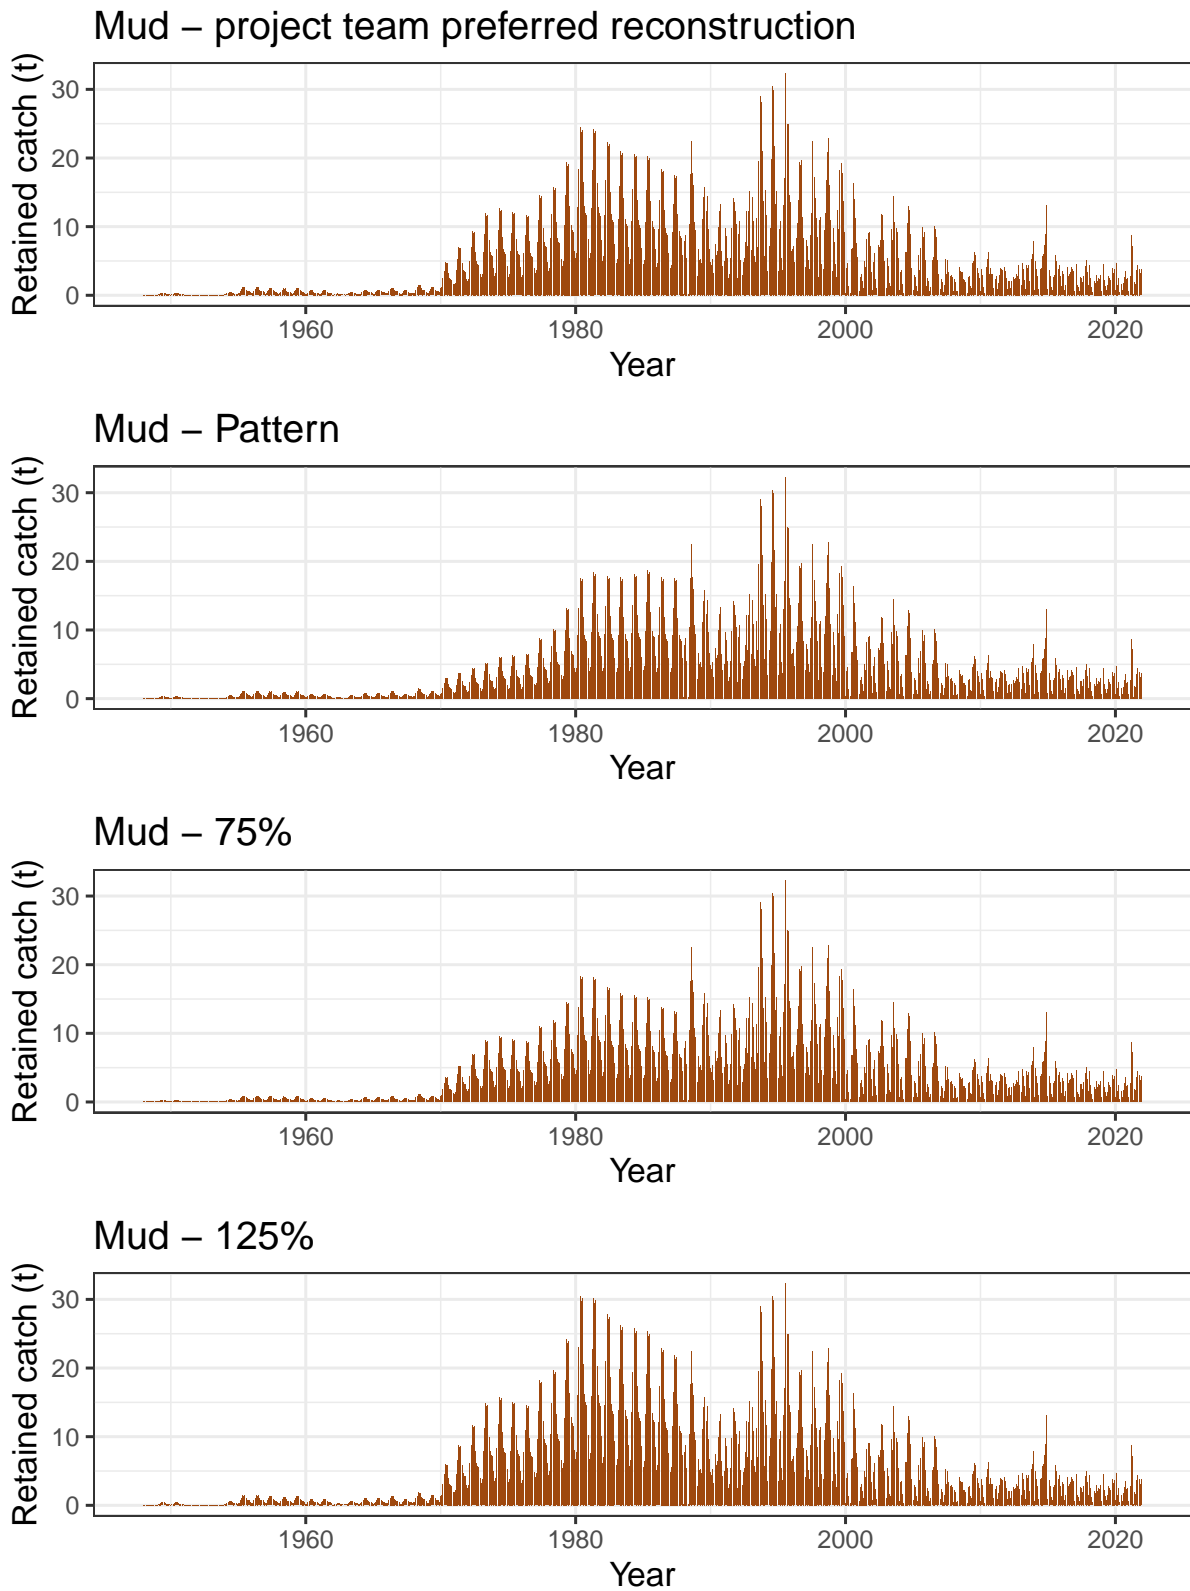 Mud – project team preferred reconstruction
Retained catch (t)
30
20
10
0
1960 1980 2000 2020
Year
Mud – Pattern
Retained catch (t)
30
20
10
0
1960 1980 2000 2020
Year
Mud – 75%
Retained catch (t)
30
20
10
0
1960 1980 2000 2020
Year
Mud – 125%
Retained catch (t)
30
20
10
0
1960 1980 2000 2020
Year